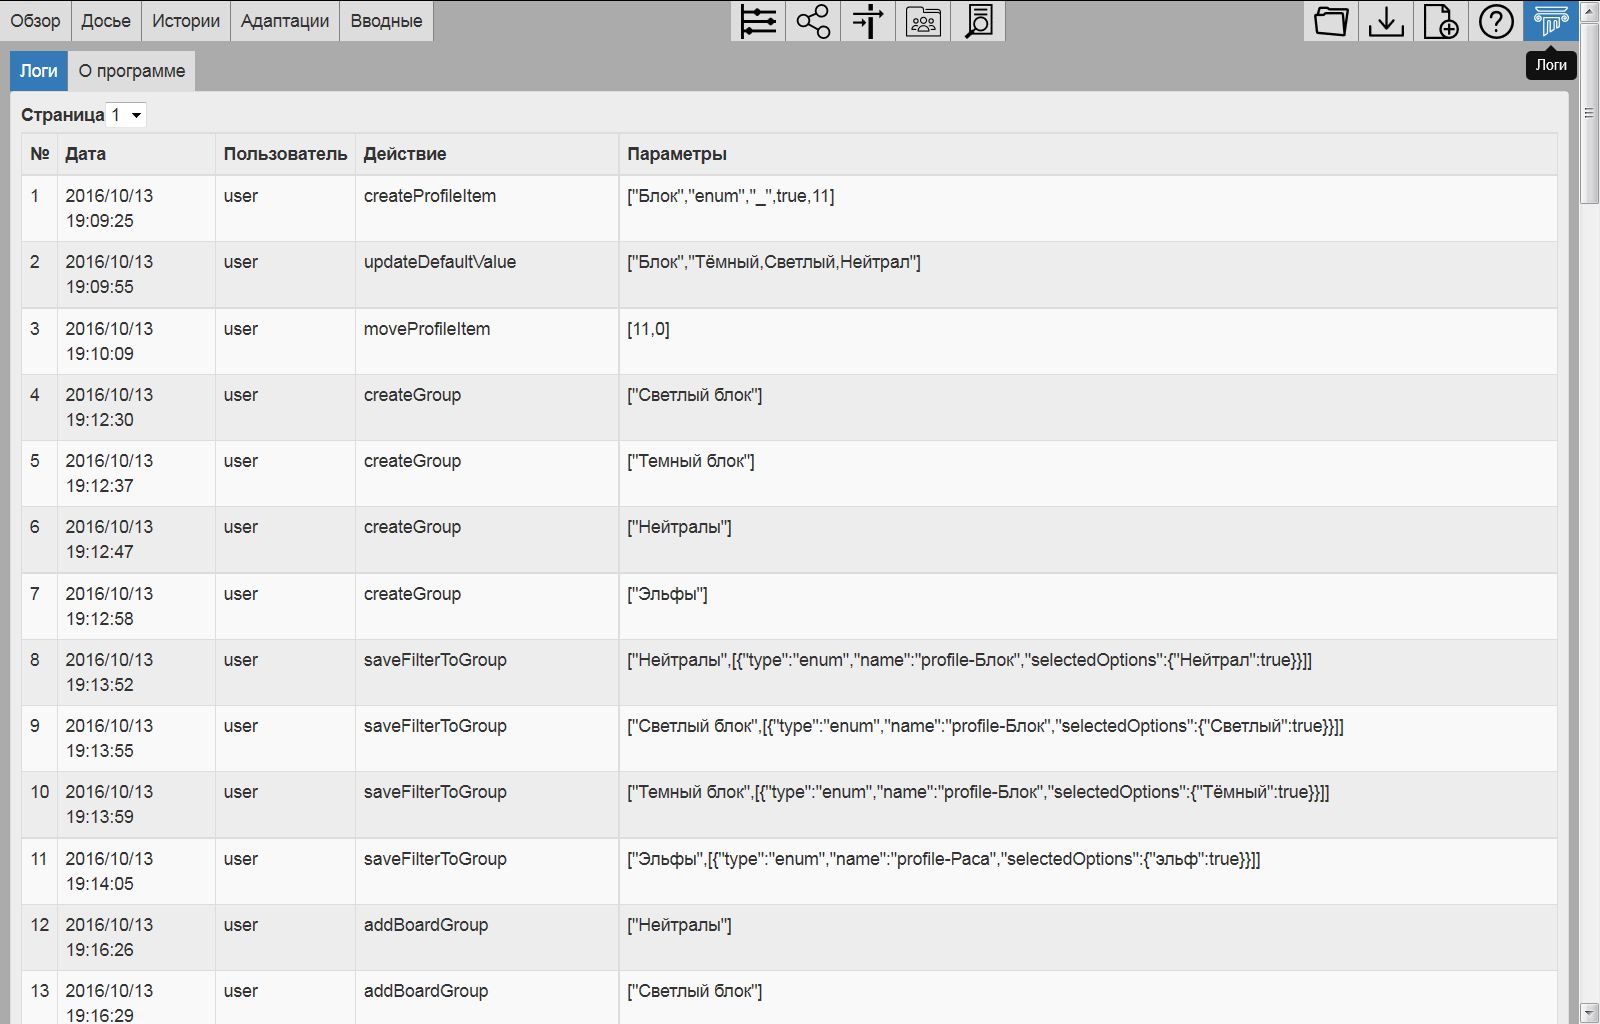 Обзор Досье Истории Адаптации Вводные
Логи О программе
Логи
Страница 1
№ Дата Пользователь Действие Параметры
1 2016/10/13 user createProfileItem ["Блок","enum","_",true,11]
19:09:25
2 2016/10/13 user updateDefaultValue ["Блок","Тёмный,Светлый,Нейтрал"]
19:09:55
3 2016/10/13 user moveProfileItem [11,0]
19:10:09
4 2016/10/13 user createGroup ["Светлый блок"]
19:12:30
5 2016/10/13 user createGroup ["Темный блок"]
19:12:37
6 2016/10/13 user createGroup ["Нейтралы"]
19:12:47
7 2016/10/13 user createGroup ["Эльфы"]
19:12:58
8 2016/10/13 user saveFilterToGroup ["Нейтралы",[{"type":"enum","name":"profile-Блок","selectedOptions":{"Нейтрал":true}}]]
19:13:52
9 2016/10/13 user saveFilterToGroup ["Светлый блок",[{"type":"enum","name":"profile-Блок","selectedOptions":{"Светлый":true}}]]
19:13:55
10 2016/10/13 user saveFilterToGroup ["Темный блок",[{"type":"enum","name":"profile-Блок","selectedOptions":{"Тёмный":true}}]]
19:13:59
11 2016/10/13 user saveFilterToGroup ["Эльфы",[{"type":"enum","name":"profile-Раса","selectedOptions":{"эльф":true}}]]
19:14:05
12 2016/10/13 user addBoardGroup ["Нейтралы"]
19:16:26
13 2016/10/13 user addBoardGroup ["Светлый блок"]
19:16:29